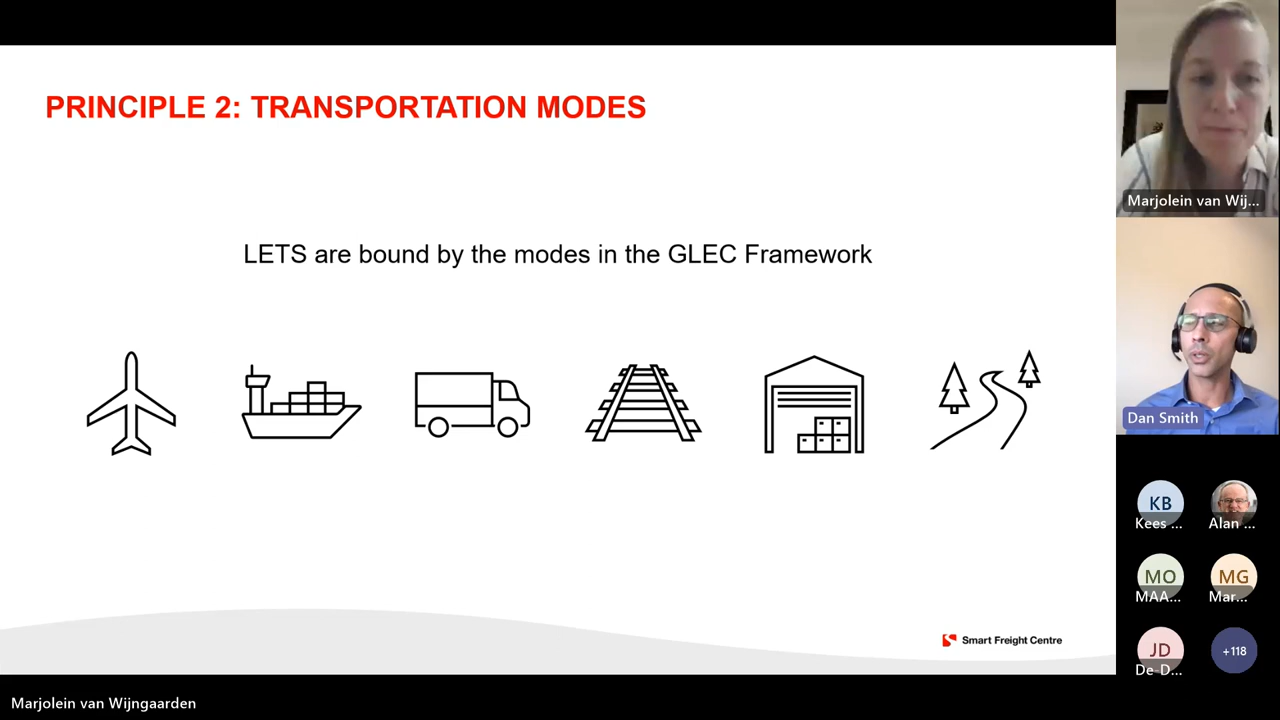 PRINCIPLE 2: TRANSPORTATION MODES
LETS are bound by the modes in the GLEC Framework
Smart Freight Centre
Marjolein van Wij...
Dan Smith
KB
Kees ...
Alan ...
MO
MAA...
MG
Mar...
JD
De-D...
+118
Marjolein van Wijngaarden